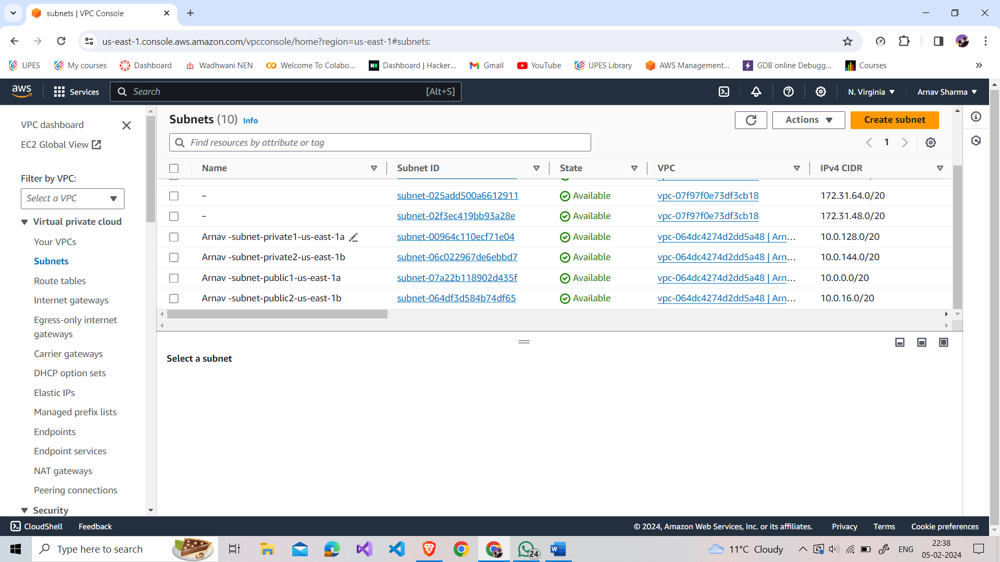 subnets | VPC Console
us-east-1.console.aws.amazon.com/vpcconsole/home?region=us-east-1#subnets:
UPES My courses Dashboard Wadhwani NEN Welcome To Colabo... Dashboard | Hacker... Gmail YouTube UPES Library AWS Management... GDB online Debugg... Courses
aws Services Search [Alt+S] N. Virginia Arnav Sharma
VPC dashboard
EC2 Global View
Filter by VPC:
Select a VPC
Virtual private cloud
Your VPCs
Subnets
Route tables
Internet gateways
Egress-only internet
gateways
Carrier gateways
DHCP option sets
Elastic IPs
Managed prefix lists
Endpoints
Endpoint services
NAT gateways
Peering connections
Security
Subnets (10) Info Actions Create subnet
Find resources by attribute or tag 1
Name Subnet ID State VPC IPv4 CIDR
– subnet-025add500a6612911 Available vpc-07f97f0e73df3cb18 172.31.64.0/20
– subnet-02f3ec419bb93a28e Available vpc-07f97f0e73df3cb18 172.31.48.0/20
Arnav -subnet-private1-us-east-1a subnet-00964c110ecf71e04 Available vpc-064dc4274d2dd5a48 | Arn... 10.0.128.0/20
Arnav -subnet-private2-us-east-1b subnet-06c022967de6ebbd7 Available vpc-064dc4274d2dd5a48 | Arn... 10.0.144.0/20
Arnav -subnet-public1-us-east-1a subnet-07a22b118902d435f Available vpc-064dc4274d2dd5a48 | Arn... 10.0.0.0/20
Arnav -subnet-public2-us-east-1b subnet-064df3d584b74df65 Available vpc-064dc4274d2dd5a48 | Arn... 10.0.16.0/20
Select a subnet
CloudShell Feedback © 2024, Amazon Web Services, Inc. or its affiliates. Privacy Terms Cookie preferences
Type here to search 24 11°C Cloudy ENG 22:38
05-02-2024